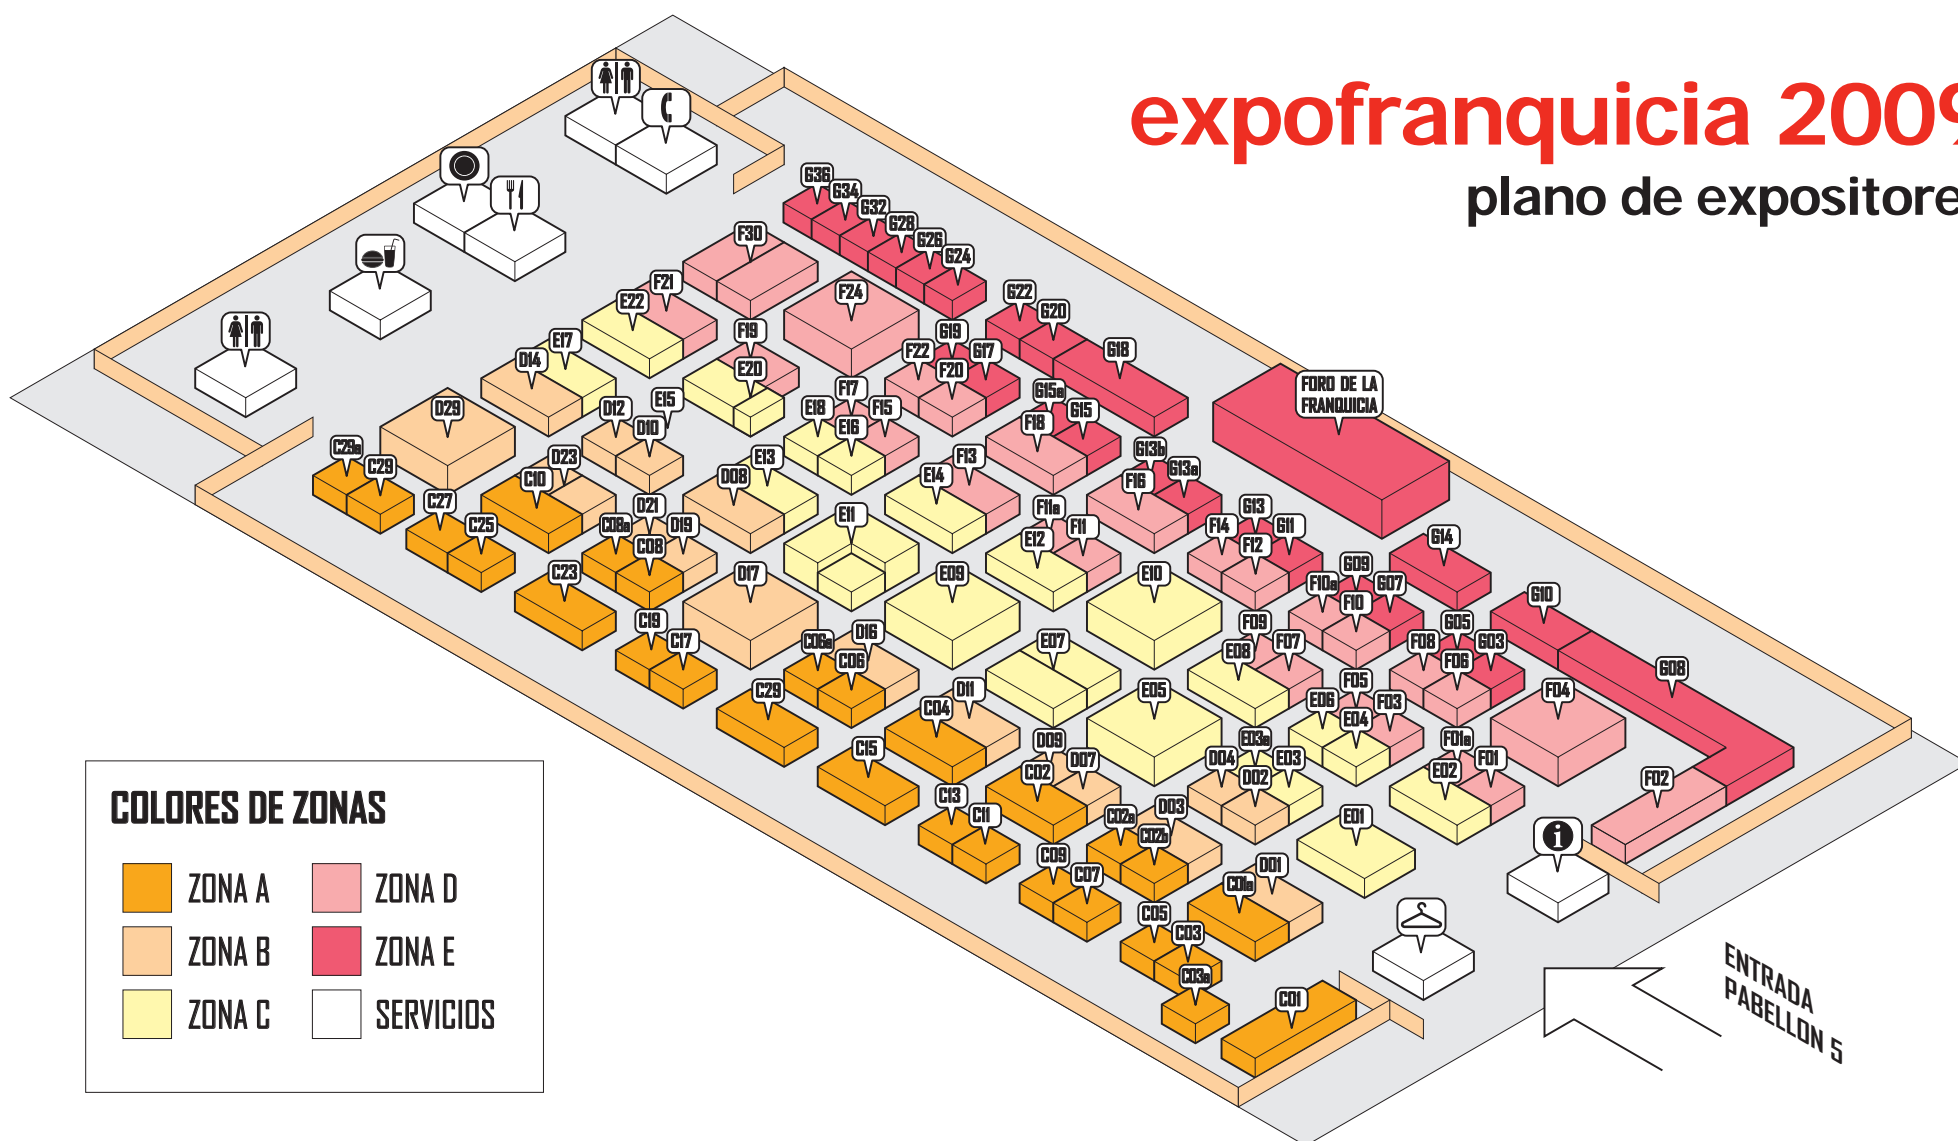 expofranquicia 2009
plano de expositore
G36
G34
G32
G28
G26
G24
F30
F21
E22
F24
G22
G20
G18
F19
G19
G17
F22
F20
E17
D14
E20
FORO DE LA
FRANQUICIA
D29
D12
E15
D10
F17
F15
E18
E16
G15a
G15
F18
C29a
C29
D23
C10
E13
D08
F13
E14
G13b
G13a
F16
C27
C25
D21
D19
C08a
C08
E11
F11a
F11
E12
G13
G11
F14
F12
G14
C23
D17
E09
E10
G09
G07
F10a
F10
G10
C19
C17
D16
C06a
C06
E07
F09
F07
E08
G05
G03
F08
F06
G08
C29
D11
C04
E05
F05
F03
E06
E04
F04
C15
D09
D07
C02
E03a
E03
D04
D02
F01a
F01
E02
F02
C13
C11
D03
C02a
C02b
E01
C09
C07
D01
C01a
C05
C03
C03a
C01
COLORES DE ZONAS
ZONA A
ZONA D
ZONA B
ZONA E
ZONA C
SERVICIOS
ENTRADA
PABELLON 5